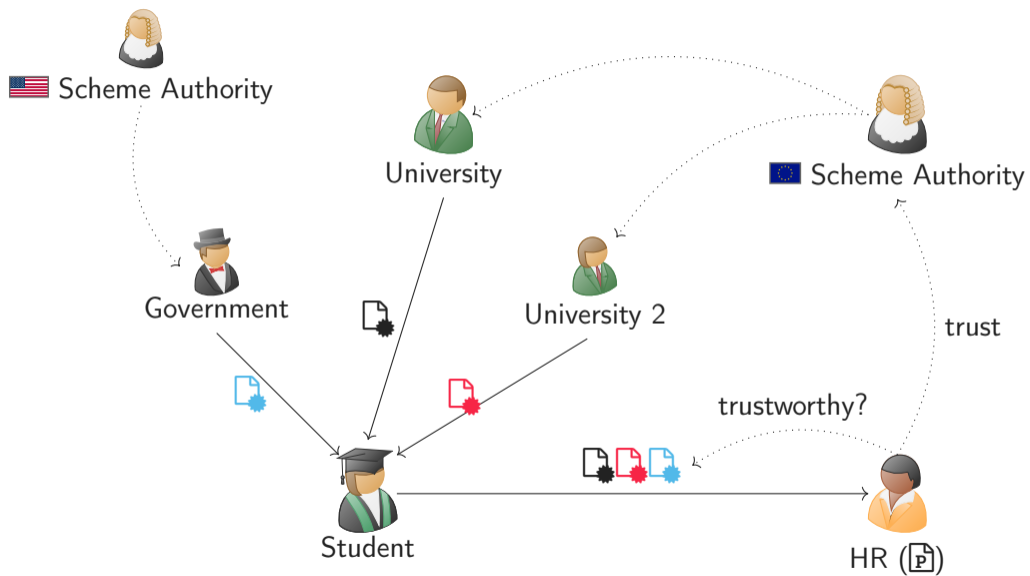 Scheme Authority
University
Scheme Authority
Government
University 2
trust
trustworthy?
Student
HR (P)